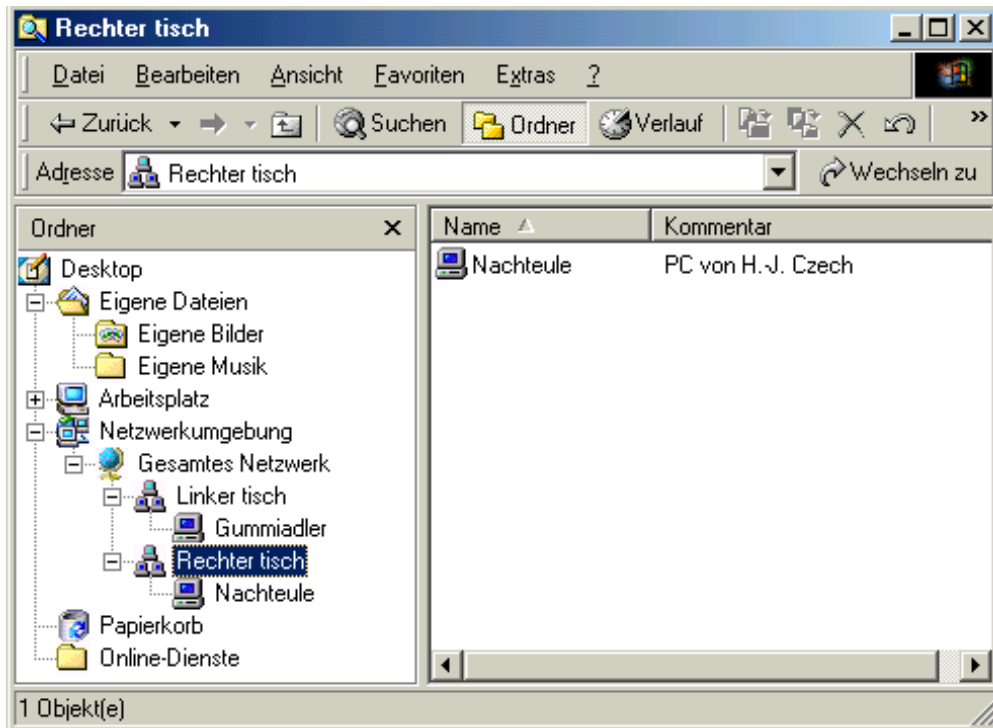 Rechter tisch
Datei Bearbeiten Ansicht Favoriten Extras ?
Zurück Suchen Ordner Verlauf »
Adresse Rechter tisch Wechseln zu
Ordner
Desktop
Eigene Dateien
Eigene Bilder
Eigene Musik
Arbeitsplatz
Netzwerkumgebung
Gesamtes Netzwerk
Linker tisch
Gummiadler
Rechter tisch
Nachteule
Papierkorb
Online-Dienste
Name Kommentar
Nachteule PC von H.-J. Czech
1 Objekt(e)